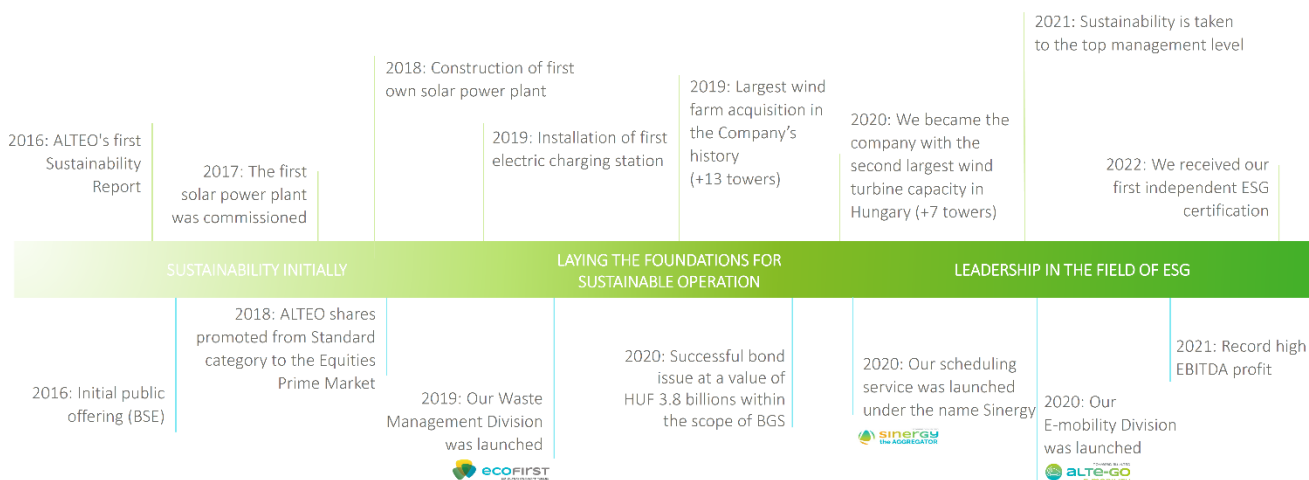 2016: ALTEO's first
Sustainability
Report
2017: The first
solar power plant
was commissioned
2018: Construction of first
own solar power plant
2019: Installation of first
electric charging station
2019: Largest wind
farm acquisition in
the Company's
history
(+13 towers)
2020: We became the
company with the
second largest wind
turbine capacity in
Hungary (+7 towers)
2021: Sustainability is taken
to the top management level
2022: We received our
first independent ESG
certification
SUSTAINABILITY INITIALLY
LAYING THE FOUNDATIONS FOR
SUSTAINABLE OPERATION
LEADERSHIP IN THE FIELD OF ESG
2016: Initial public
offering (BSE)
2018: ALTEO shares
promoted from Standard
category to the Equities
Prime Market
2019: Our Waste
Management Division
was launched
ecoFIRST
2020: Successful bond
issue at a value of
HUF 3.8 billions within
the scope of BGS
2020: Our scheduling
service was launched
under the name Sinergy
sinerGY
the AGGREGATOR
2020: Our
E-mobility Division
was launched
aLTe-GO
2021: Record high
EBITDA profit